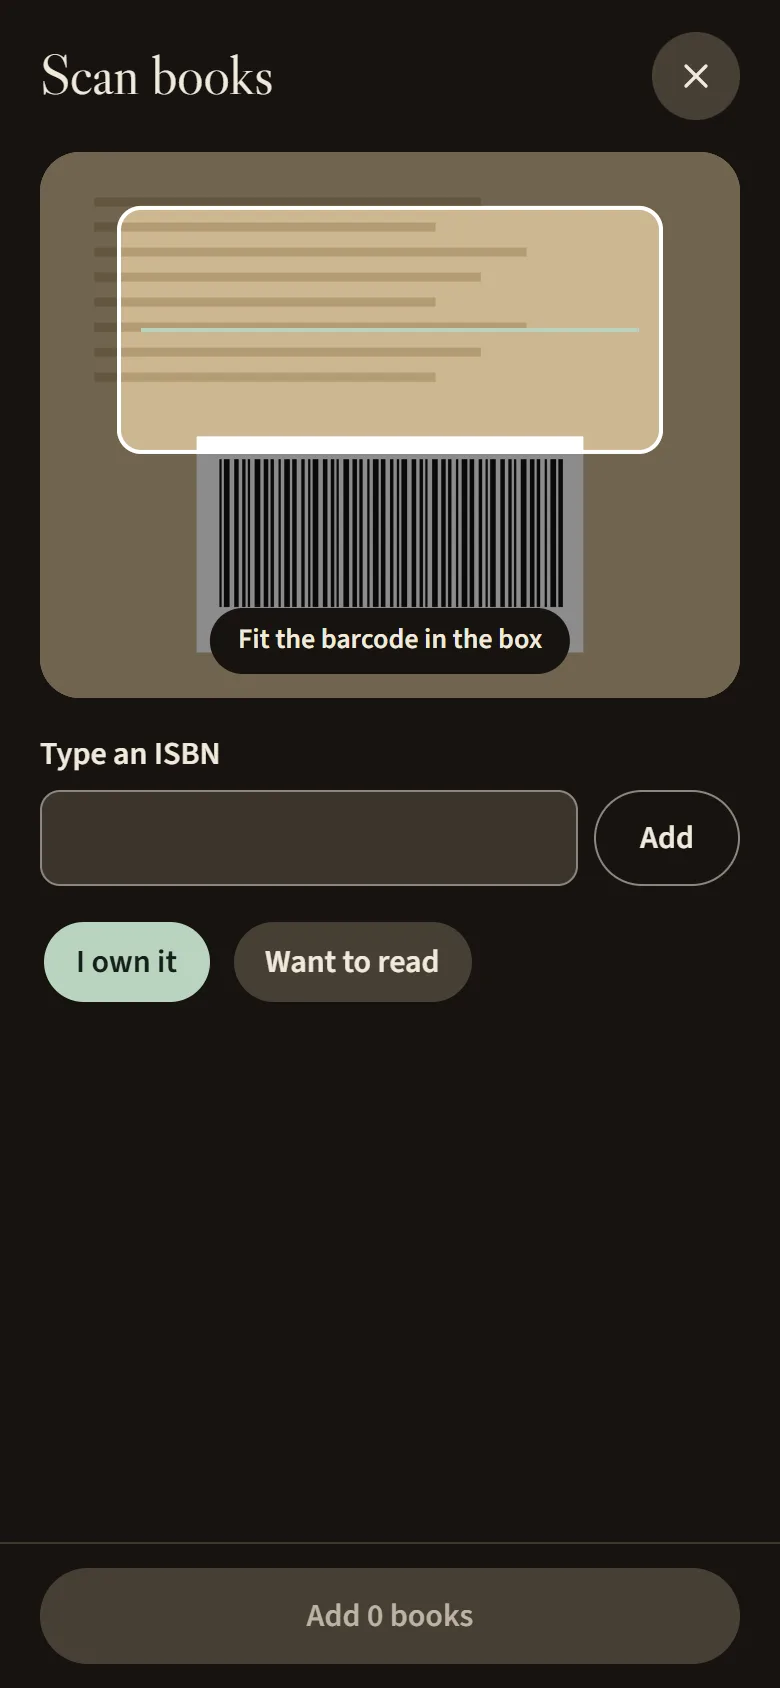 Scan books
Fit the barcode in the box
Type an ISBN
Add
I own it
Want to read
Add 0 books